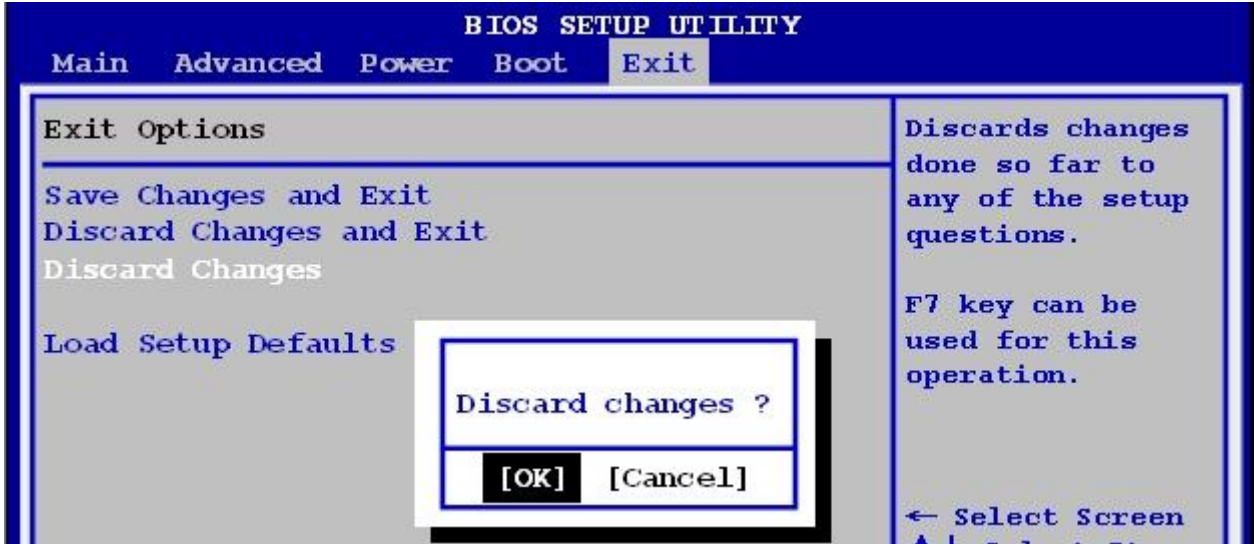 BIOS SETUP UTILITY
Main Advanced Power Boot Exit
Exit Options
Save Changes and Exit
Discard Changes and Exit
Discard Changes
Load Setup Defaults
Discard changes ?
[OK] [Cancel]
Discards changes
done so far to
any of the setup
questions.
F7 key can be
used for this
operation.
← Select Screen